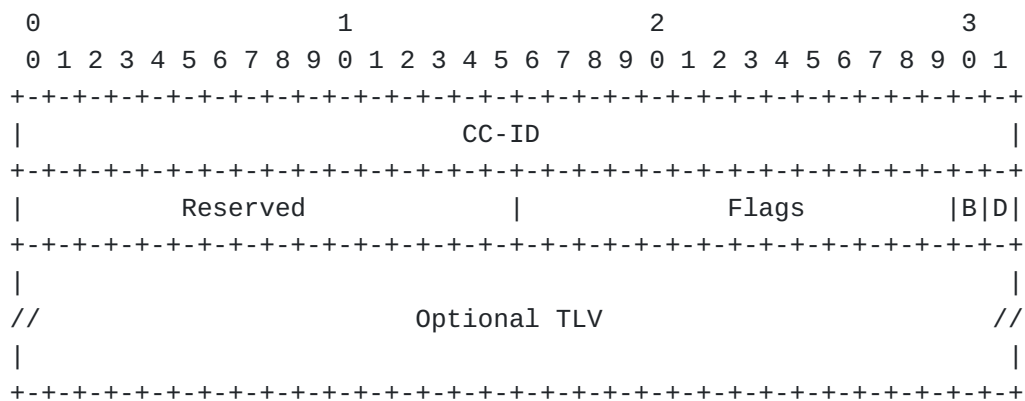 0                   1                   2                   3
 0 1 2 3 4 5 6 7 8 9 0 1 2 3 4 5 6 7 8 9 0 1 2 3 4 5 6 7 8 9 0 1
+-+-+-+-+-+-+-+-+-+-+-+-+-+-+-+-+-+-+-+-+-+-+-+-+-+-+-+-+-+-+-+-+
|                            CC-ID                              |
+-+-+-+-+-+-+-+-+-+-+-+-+-+-+-+-+-+-+-+-+-+-+-+-+-+-+-+-+-+-+-+-+
|          Reserved             |             Flags         |B|D|
+-+-+-+-+-+-+-+-+-+-+-+-+-+-+-+-+-+-+-+-+-+-+-+-+-+-+-+-+-+-+-+-+
|                                                               |
//                        Optional TLV                         //
|                                                               |
+-+-+-+-+-+-+-+-+-+-+-+-+-+-+-+-+-+-+-+-+-+-+-+-+-+-+-+-+-+-+-+-+